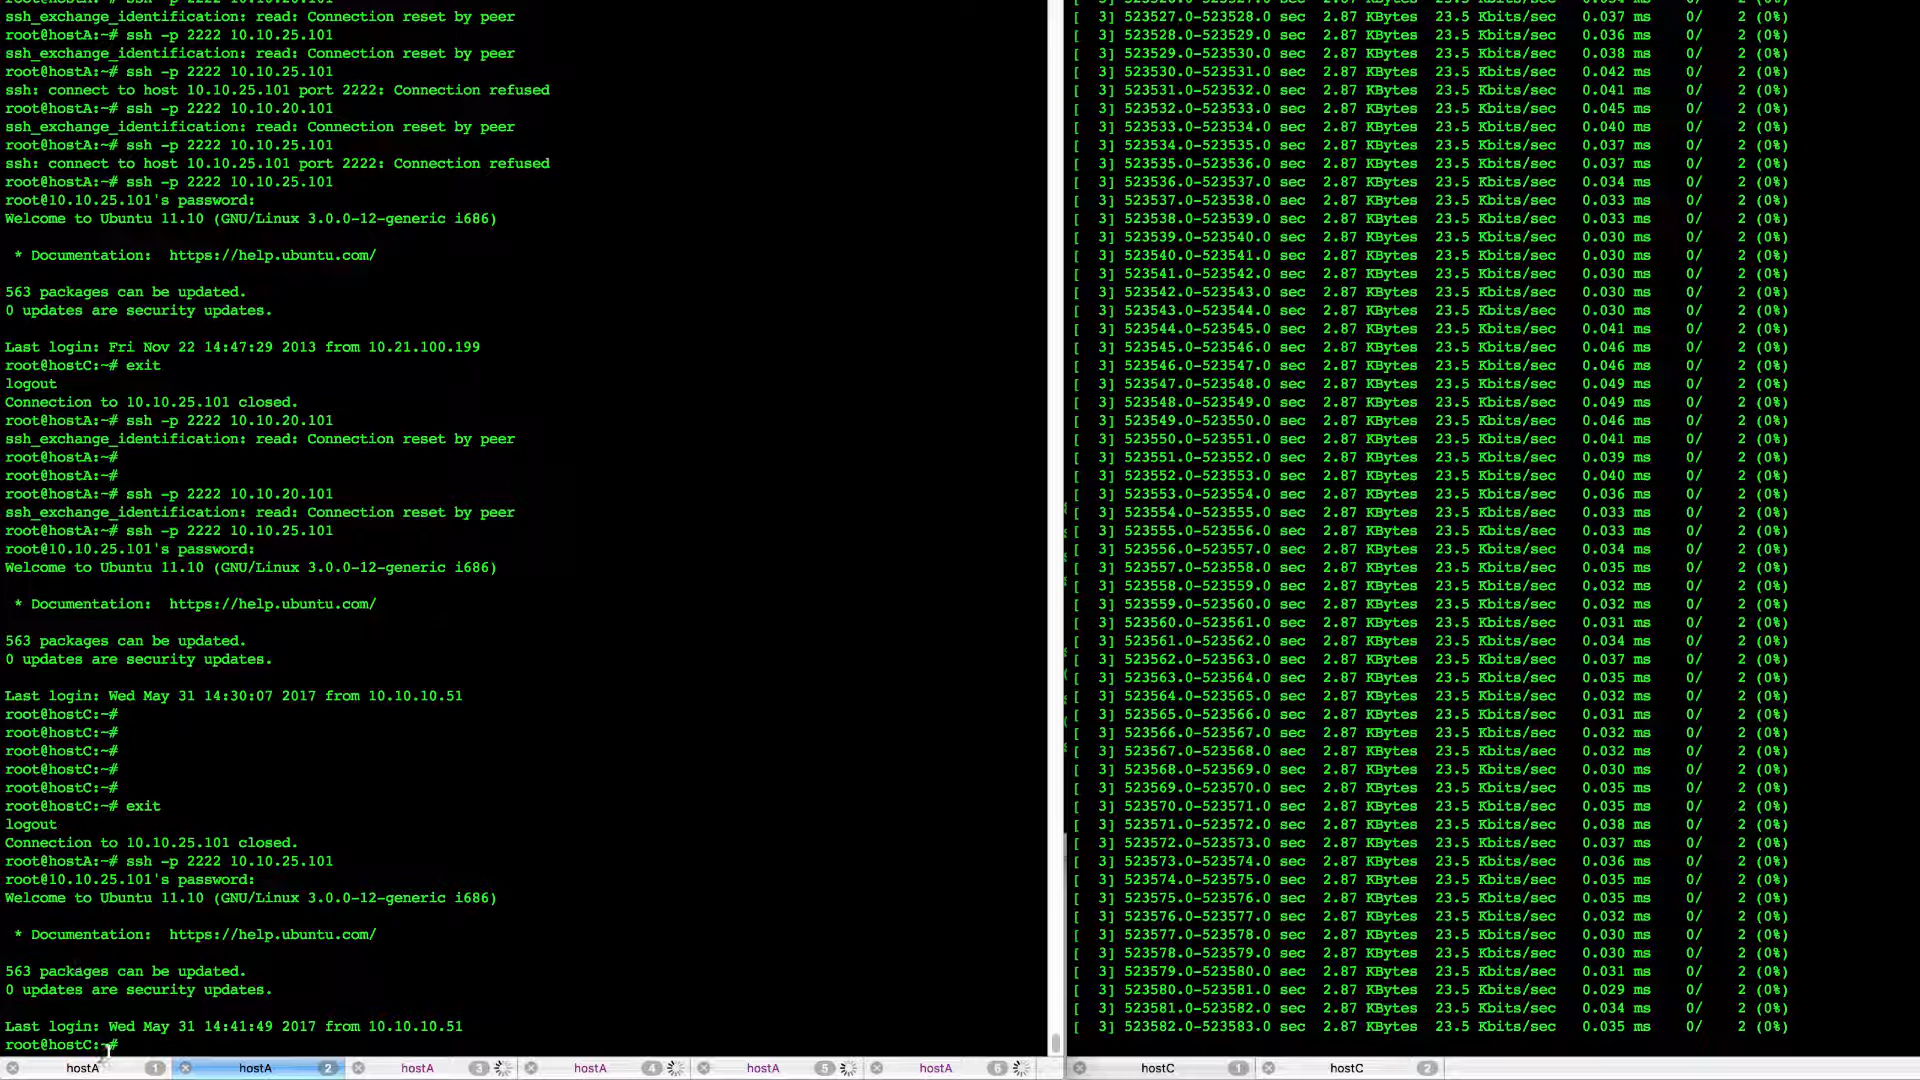 ssh_exchange_identification: read: Connection reset by peer
root@hostA:~# ssh -p 2222 10.10.25.101
ssh_exchange_identification: read: Connection reset by peer
root@hostA:~# ssh -p 2222 10.10.25.101
ssh: connect to host 10.10.25.101 port 2222: Connection refused
root@hostA:~# ssh -p 2222 10.10.20.101
ssh_exchange_identification: read: Connection reset by peer
root@hostA:~# ssh -p 2222 10.10.25.101
ssh: connect to host 10.10.25.101 port 2222: Connection refused
root@hostA:~# ssh -p 2222 10.10.25.101
root@10.10.25.101's password:
Welcome to Ubuntu 11.10 (GNU/Linux 3.0.0-12-generic i686)
* Documentation:  https://help.ubuntu.com/
563 packages can be updated.
0 updates are security updates.
Last login: Fri Nov 22 14:47:29 2013 from 10.21.100.199
root@hostC:~# exit
logout
Connection to 10.10.25.101 closed.
root@hostA:~# ssh -p 2222 10.10.20.101
ssh_exchange_identification: read: Connection reset by peer
root@hostA:~#
root@hostA:~#
root@hostA:~# ssh -p 2222 10.10.20.101
ssh_exchange_identification: read: Connection reset by peer
root@hostA:~# ssh -p 2222 10.10.25.101
root@10.10.25.101's password:
Welcome to Ubuntu 11.10 (GNU/Linux 3.0.0-12-generic i686)
* Documentation:  https://help.ubuntu.com/
563 packages can be updated.
0 updates are security updates.
Last login: Wed May 31 14:30:07 2017 from 10.10.10.51
root@hostC:~#
root@hostC:~#
root@hostC:~#
root@hostC:~#
root@hostC:~#
root@hostC:~# exit
logout
Connection to 10.10.25.101 closed.
root@hostA:~# ssh -p 2222 10.10.25.101
root@10.10.25.101's password:
Welcome to Ubuntu 11.10 (GNU/Linux 3.0.0-12-generic i686)
* Documentation:  https://help.ubuntu.com/
563 packages can be updated.
0 updates are security updates.
Last login: Wed May 31 14:41:49 2017 from 10.10.10.51
root@hostC:~#
hostA 1 hostA 2 hostA 3 hostA 4 hostA 5 hostA 6
[  3] 523527.0-523528.0 sec  2.87 KBytes  23.5 Kbits/sec  0.037 ms  0/  2 (0%)
[  3] 523528.0-523529.0 sec  2.87 KBytes  23.5 Kbits/sec  0.036 ms  0/  2 (0%)
[  3] 523529.0-523530.0 sec  2.87 KBytes  23.5 Kbits/sec  0.038 ms  0/  2 (0%)
[  3] 523530.0-523531.0 sec  2.87 KBytes  23.5 Kbits/sec  0.042 ms  0/  2 (0%)
[  3] 523531.0-523532.0 sec  2.87 KBytes  23.5 Kbits/sec  0.041 ms  0/  2 (0%)
[  3] 523532.0-523533.0 sec  2.87 KBytes  23.5 Kbits/sec  0.045 ms  0/  2 (0%)
[  3] 523533.0-523534.0 sec  2.87 KBytes  23.5 Kbits/sec  0.040 ms  0/  2 (0%)
[  3] 523534.0-523535.0 sec  2.87 KBytes  23.5 Kbits/sec  0.037 ms  0/  2 (0%)
[  3] 523535.0-523536.0 sec  2.87 KBytes  23.5 Kbits/sec  0.037 ms  0/  2 (0%)
[  3] 523536.0-523537.0 sec  2.87 KBytes  23.5 Kbits/sec  0.034 ms  0/  2 (0%)
[  3] 523537.0-523538.0 sec  2.87 KBytes  23.5 Kbits/sec  0.033 ms  0/  2 (0%)
[  3] 523538.0-523539.0 sec  2.87 KBytes  23.5 Kbits/sec  0.033 ms  0/  2 (0%)
[  3] 523539.0-523540.0 sec  2.87 KBytes  23.5 Kbits/sec  0.030 ms  0/  2 (0%)
[  3] 523540.0-523541.0 sec  2.87 KBytes  23.5 Kbits/sec  0.030 ms  0/  2 (0%)
[  3] 523541.0-523542.0 sec  2.87 KBytes  23.5 Kbits/sec  0.030 ms  0/  2 (0%)
[  3] 523542.0-523543.0 sec  2.87 KBytes  23.5 Kbits/sec  0.030 ms  0/  2 (0%)
[  3] 523543.0-523544.0 sec  2.87 KBytes  23.5 Kbits/sec  0.030 ms  0/  2 (0%)
[  3] 523544.0-523545.0 sec  2.87 KBytes  23.5 Kbits/sec  0.041 ms  0/  2 (0%)
[  3] 523545.0-523546.0 sec  2.87 KBytes  23.5 Kbits/sec  0.046 ms  0/  2 (0%)
[  3] 523546.0-523547.0 sec  2.87 KBytes  23.5 Kbits/sec  0.046 ms  0/  2 (0%)
[  3] 523547.0-523548.0 sec  2.87 KBytes  23.5 Kbits/sec  0.049 ms  0/  2 (0%)
[  3] 523548.0-523549.0 sec  2.87 KBytes  23.5 Kbits/sec  0.049 ms  0/  2 (0%)
[  3] 523549.0-523550.0 sec  2.87 KBytes  23.5 Kbits/sec  0.046 ms  0/  2 (0%)
[  3] 523550.0-523551.0 sec  2.87 KBytes  23.5 Kbits/sec  0.041 ms  0/  2 (0%)
[  3] 523551.0-523552.0 sec  2.87 KBytes  23.5 Kbits/sec  0.039 ms  0/  2 (0%)
[  3] 523552.0-523553.0 sec  2.87 KBytes  23.5 Kbits/sec  0.040 ms  0/  2 (0%)
[  3] 523553.0-523554.0 sec  2.87 KBytes  23.5 Kbits/sec  0.036 ms  0/  2 (0%)
[  3] 523554.0-523555.0 sec  2.87 KBytes  23.5 Kbits/sec  0.033 ms  0/  2 (0%)
[  3] 523555.0-523556.0 sec  2.87 KBytes  23.5 Kbits/sec  0.033 ms  0/  2 (0%)
[  3] 523556.0-523557.0 sec  2.87 KBytes  23.5 Kbits/sec  0.034 ms  0/  2 (0%)
[  3] 523557.0-523558.0 sec  2.87 KBytes  23.5 Kbits/sec  0.035 ms  0/  2 (0%)
[  3] 523558.0-523559.0 sec  2.87 KBytes  23.5 Kbits/sec  0.032 ms  0/  2 (0%)
[  3] 523559.0-523560.0 sec  2.87 KBytes  23.5 Kbits/sec  0.032 ms  0/  2 (0%)
[  3] 523560.0-523561.0 sec  2.87 KBytes  23.5 Kbits/sec  0.031 ms  0/  2 (0%)
[  3] 523561.0-523562.0 sec  2.87 KBytes  23.5 Kbits/sec  0.034 ms  0/  2 (0%)
[  3] 523562.0-523563.0 sec  2.87 KBytes  23.5 Kbits/sec  0.037 ms  0/  2 (0%)
[  3] 523563.0-523564.0 sec  2.87 KBytes  23.5 Kbits/sec  0.035 ms  0/  2 (0%)
[  3] 523564.0-523565.0 sec  2.87 KBytes  23.5 Kbits/sec  0.032 ms  0/  2 (0%)
[  3] 523565.0-523566.0 sec  2.87 KBytes  23.5 Kbits/sec  0.031 ms  0/  2 (0%)
[  3] 523566.0-523567.0 sec  2.87 KBytes  23.5 Kbits/sec  0.032 ms  0/  2 (0%)
[  3] 523567.0-523568.0 sec  2.87 KBytes  23.5 Kbits/sec  0.032 ms  0/  2 (0%)
[  3] 523568.0-523569.0 sec  2.87 KBytes  23.5 Kbits/sec  0.030 ms  0/  2 (0%)
[  3] 523569.0-523570.0 sec  2.87 KBytes  23.5 Kbits/sec  0.035 ms  0/  2 (0%)
[  3] 523570.0-523571.0 sec  2.87 KBytes  23.5 Kbits/sec  0.035 ms  0/  2 (0%)
[  3] 523571.0-523572.0 sec  2.87 KBytes  23.5 Kbits/sec  0.038 ms  0/  2 (0%)
[  3] 523572.0-523573.0 sec  2.87 KBytes  23.5 Kbits/sec  0.037 ms  0/  2 (0%)
[  3] 523573.0-523574.0 sec  2.87 KBytes  23.5 Kbits/sec  0.036 ms  0/  2 (0%)
[  3] 523574.0-523575.0 sec  2.87 KBytes  23.5 Kbits/sec  0.035 ms  0/  2 (0%)
[  3] 523575.0-523576.0 sec  2.87 KBytes  23.5 Kbits/sec  0.035 ms  0/  2 (0%)
[  3] 523576.0-523577.0 sec  2.87 KBytes  23.5 Kbits/sec  0.032 ms  0/  2 (0%)
[  3] 523577.0-523578.0 sec  2.87 KBytes  23.5 Kbits/sec  0.030 ms  0/  2 (0%)
[  3] 523578.0-523579.0 sec  2.87 KBytes  23.5 Kbits/sec  0.030 ms  0/  2 (0%)
[  3] 523579.0-523580.0 sec  2.87 KBytes  23.5 Kbits/sec  0.031 ms  0/  2 (0%)
[  3] 523580.0-523581.0 sec  2.87 KBytes  23.5 Kbits/sec  0.029 ms  0/  2 (0%)
[  3] 523581.0-523582.0 sec  2.87 KBytes  23.5 Kbits/sec  0.034 ms  0/  2 (0%)
[  3] 523582.0-523583.0 sec  2.87 KBytes  23.5 Kbits/sec  0.035 ms  0/  2 (0%)
hostC 1 hostC 2